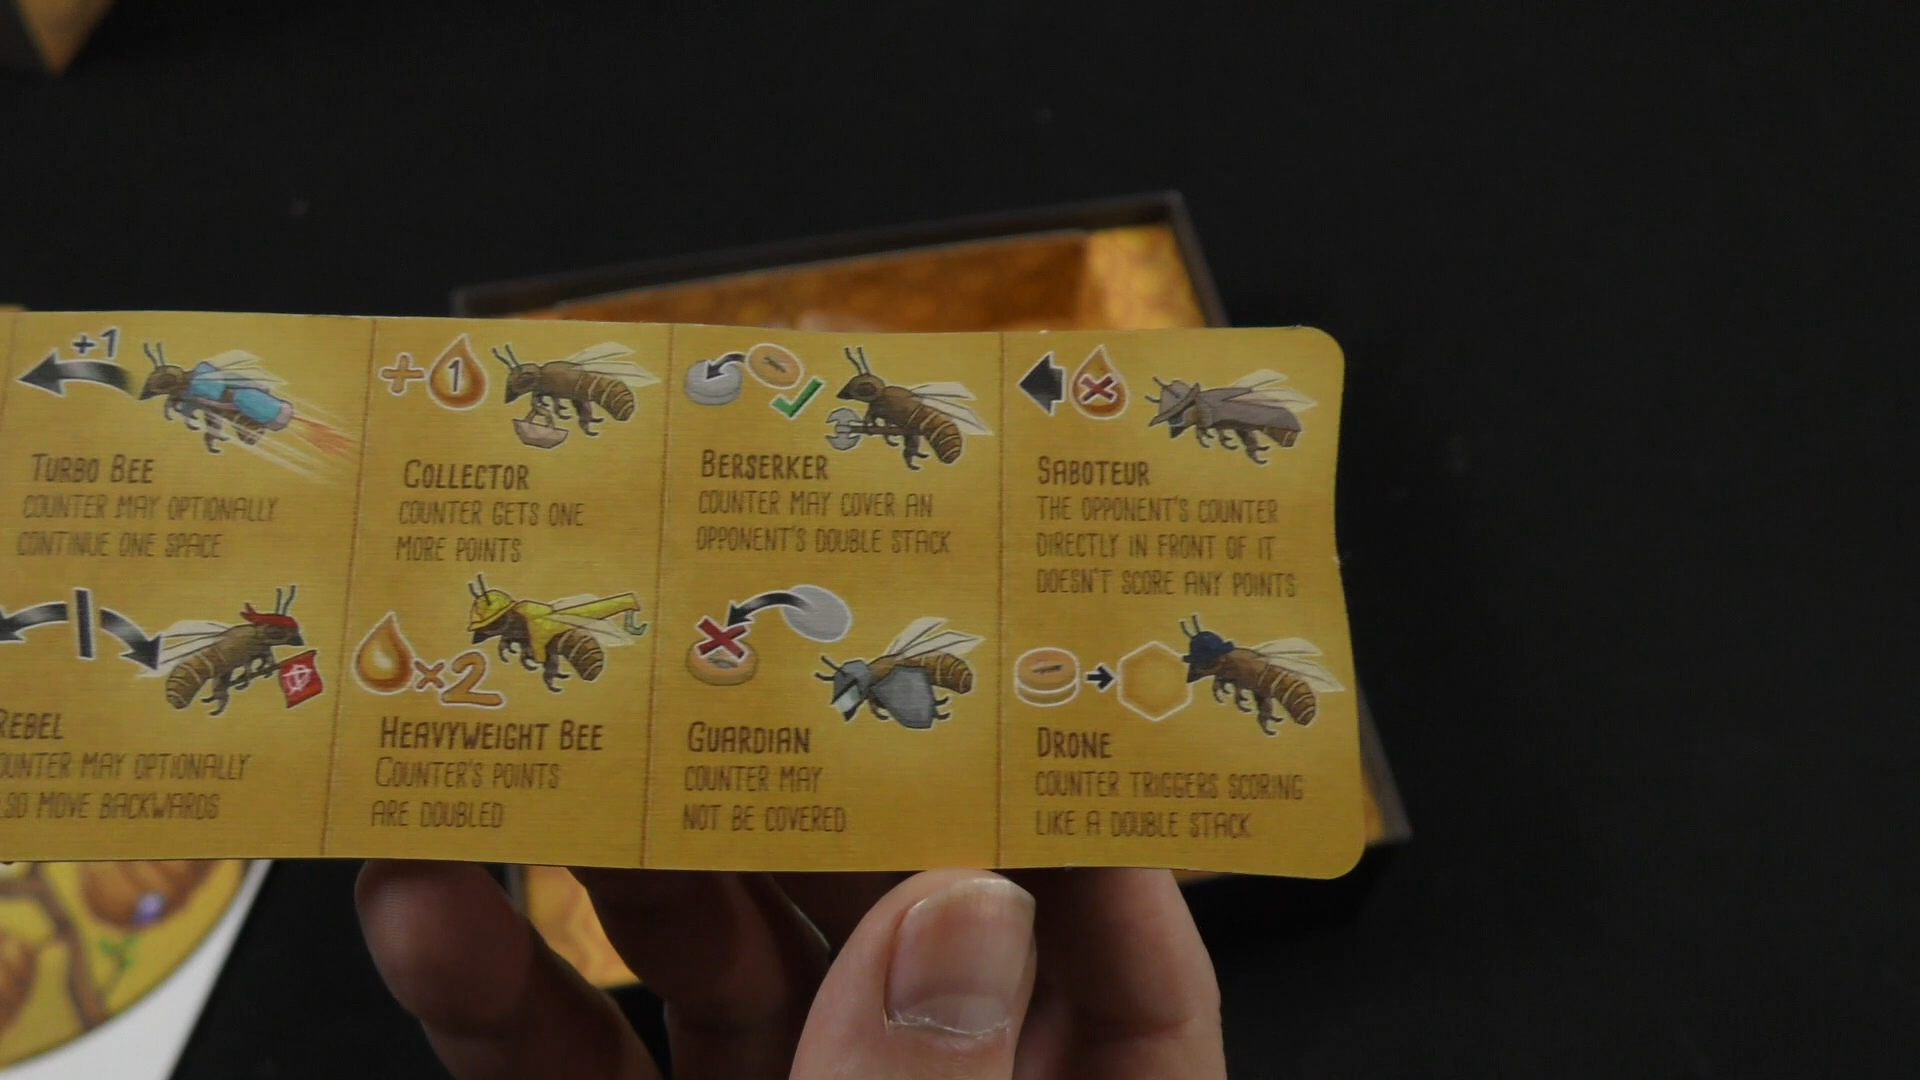 +1
TURBO BEE
COUNTER MAY OPTIONALLY
CONTINUE ONE SPACE
+1
COLLECTOR
COUNTER GETS ONE
MORE POINTS
BERSERKER
COUNTER MAY COVER AN
OPPONENT'S DOUBLE STACK
SABOTEUR
THE OPPONENT'S COUNTER
DIRECTLY IN FRONT OF IT
DOESN'T SCORE ANY POINTS
REBEL
OUNTER MAY OPTIONALLY
LSO MOVE BACKWARDS
×2
HEAVYWEIGHT BEE
COUNTER'S POINTS
ARE DOUBLED
GUARDIAN
COUNTER MAY
NOT BE COVERED
DRONE
COUNTER TRIGGERS SCORING
LIKE A DOUBLE STACK